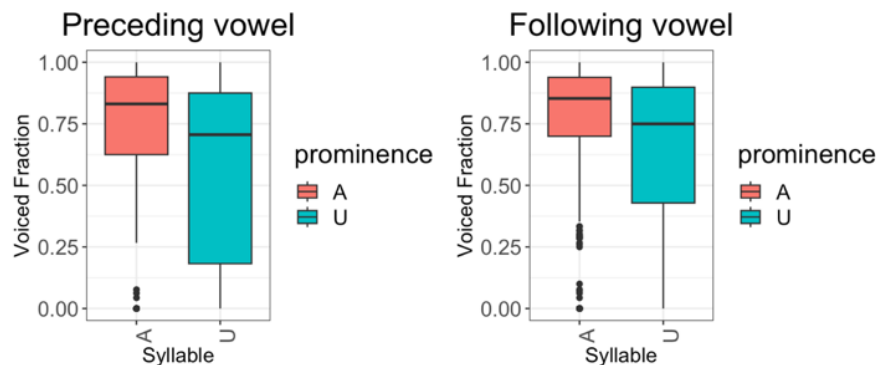 Preceding vowel
Voiced Fraction
1.00
0.75
0.50
0.25
0.00
A
U
Syllable
prominence
A
U
Following vowel
Voiced Fraction
1.00
0.75
0.50
0.25
0.00
A
U
Syllable
prominence
A
U